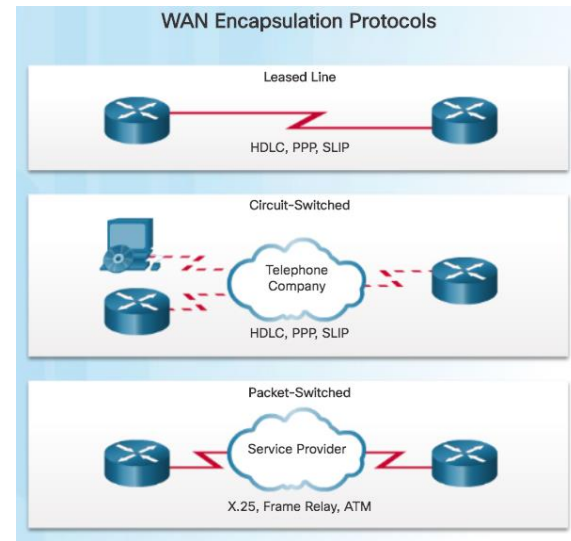 WAN Encapsulation Protocols
Leased Line
HDLC, PPP, SLIP
Circuit-Switched
Telephone
Company
HDLC, PPP, SLIP
Packet-Switched
Service Provider
X.25, Frame Relay, ATM